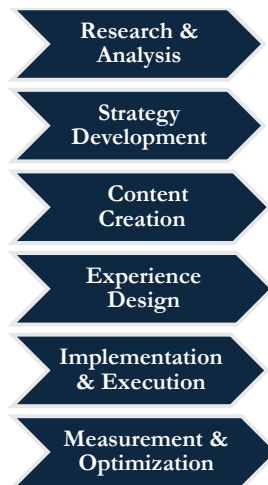 Research &
Analysis
Strategy
Development
Content
Creation
Experience
Design
Implementation
& Execution
Measurement &
Optimization